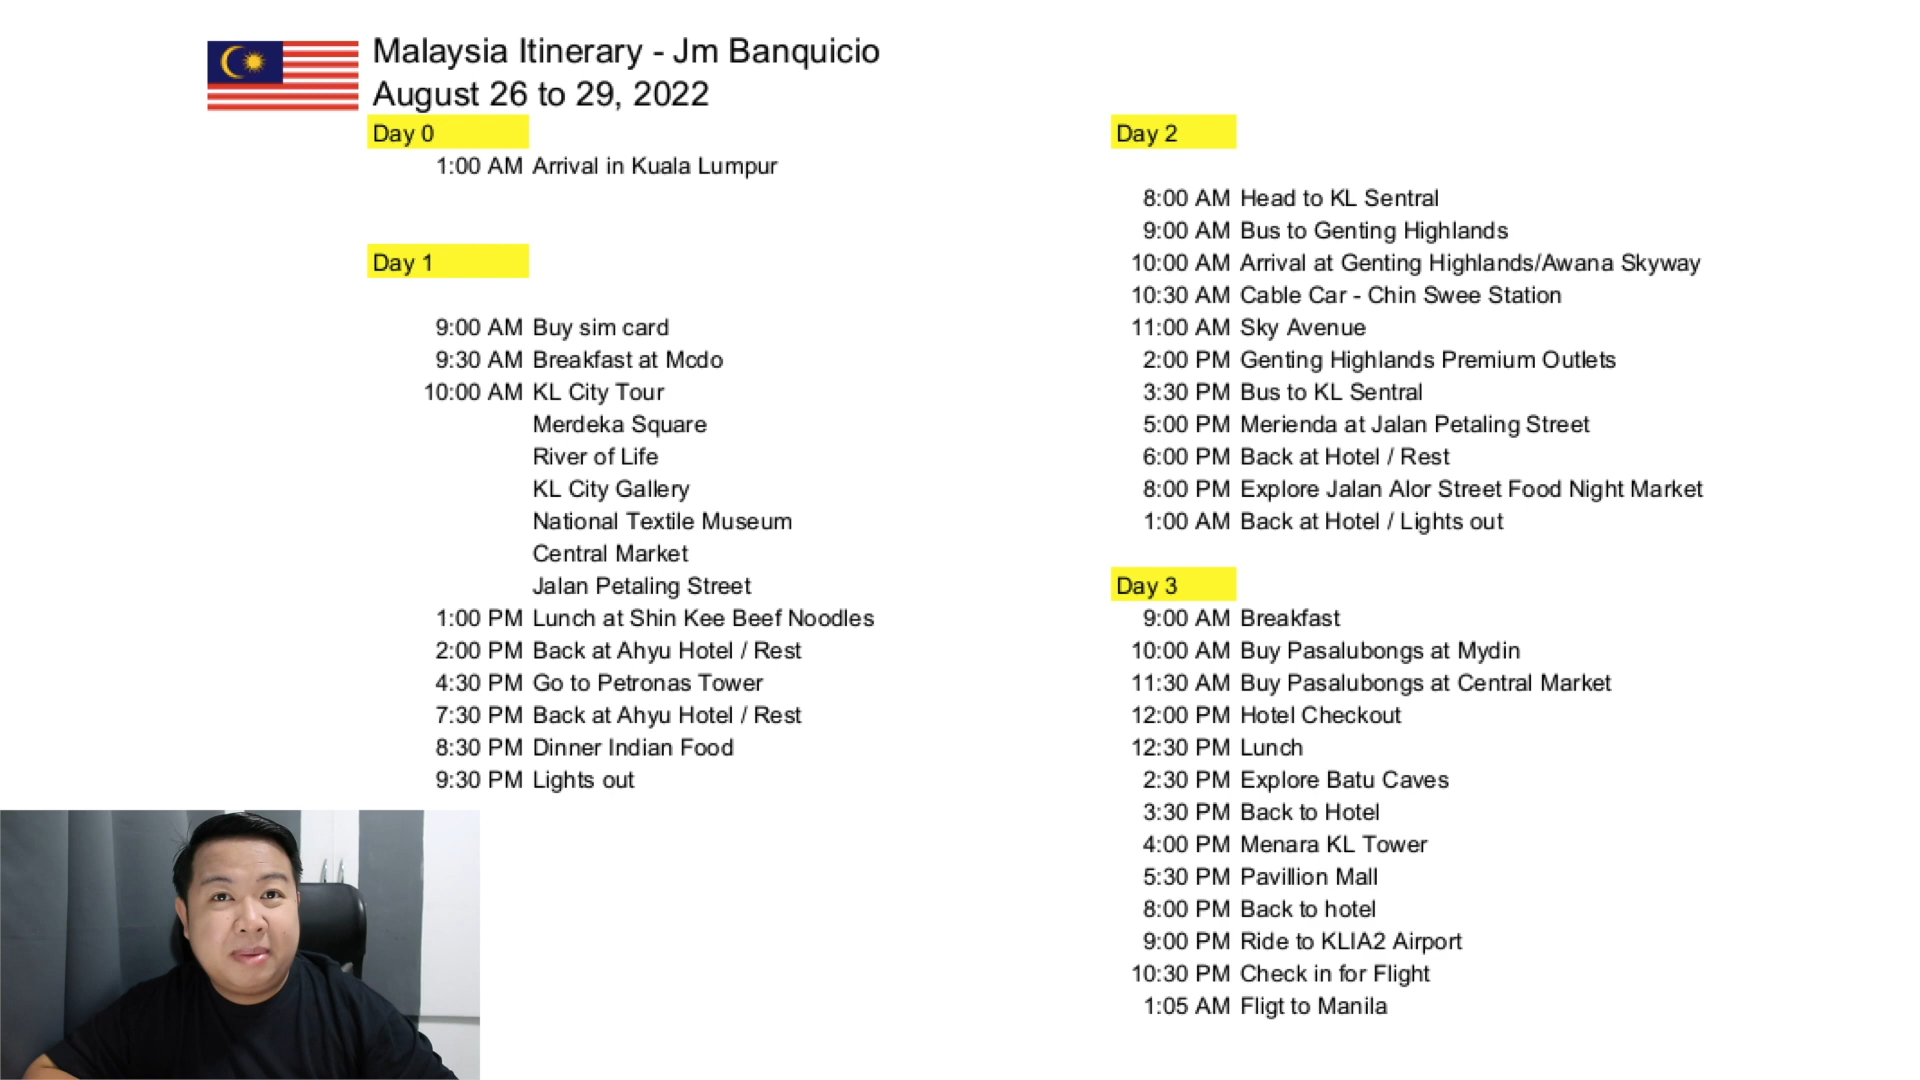 Malaysia Itinerary - Jm Banquicio
August 26 to 29, 2022
Day 0
1:00 AM Arrival in Kuala Lumpur
Day 1
9:00 AM Buy sim card
9:30 AM Breakfast at Mcdo
10:00 AM KL City Tour
Merdeka Square
River of Life
KL City Gallery
National Textile Museum
Central Market
Jalan Petaling Street
1:00 PM Lunch at Shin Kee Beef Noodles
2:00 PM Back at Ahyu Hotel / Rest
4:30 PM Go to Petronas Tower
7:30 PM Back at Ahyu Hotel / Rest
8:30 PM Dinner Indian Food
9:30 PM Lights out
Day 2
8:00 AM Head to KL Sentral
9:00 AM Bus to Genting Highlands
10:00 AM Arrival at Genting Highlands/Awana Skyway
10:30 AM Cable Car - Chin Swee Station
11:00 AM Sky Avenue
2:00 PM Genting Highlands Premium Outlets
3:30 PM Bus to KL Sentral
5:00 PM Merienda at Jalan Petaling Street
6:00 PM Back at Hotel / Rest
8:00 PM Explore Jalan Alor Street Food Night Market
1:00 AM Back at Hotel / Lights out
Day 3
9:00 AM Breakfast
10:00 AM Buy Pasalubongs at Mydin
11:30 AM Buy Pasalubongs at Central Market
12:00 PM Hotel Checkout
12:30 PM Lunch
2:30 PM Explore Batu Caves
3:30 PM Back to Hotel
4:00 PM Menara KL Tower
5:30 PM Pavillion Mall
8:00 PM Back to hotel
9:00 PM Ride to KLIA2 Airport
10:30 PM Check in for Flight
1:05 AM Fligt to Manila